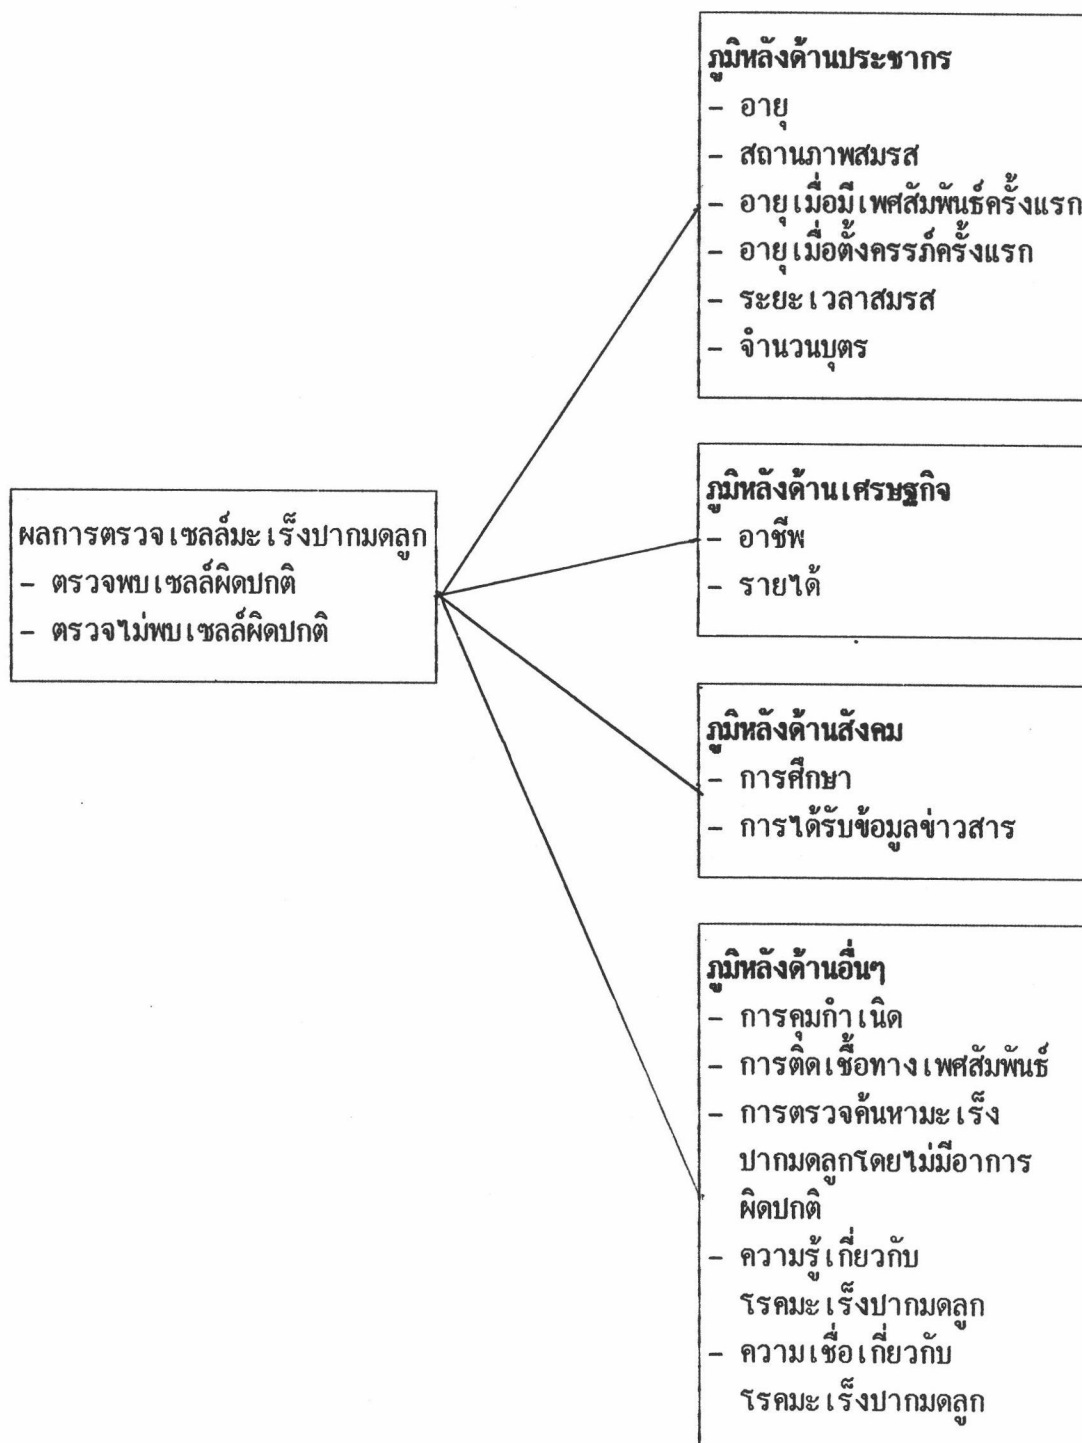 ภูมิหลังด้านประชากร
- อายุ
- สถานภาพสมรส
- อายุเมื่อมีเพศสัมพันธ์ครั้งแรก
- อายุเมื่อตั้งครรภ์ครั้งแรก
- ระยะเวลาสมรส
- จำนวนบุตร
ผลการตรวจเซลล์มะเร็งปากมดลูก
- ตรวจพบเซลล์ผิดปกติ
- ตรวจไม่พบเซลล์ผิดปกติ
ภูมิหลังด้านเศรษฐกิจ
- อาชีพ
- รายได้
ภูมิหลังด้านสังคม
- การศึกษา
- การได้รับข้อมูลข่าวสาร
ภูมิหลังด้านอื่นๆ
- การคุมกำเนิด
- การติดเชื้อทางเพศสัมพันธ์
- การตรวจค้นหามะเร็ง
ปากมดลูกโดยไม่มีอาการ
ผิดปกติ
- ความรู้เกี่ยวกับ
โรคมะเร็งปากมดลูก
- ความเชื่อเกี่ยวกับ
โรคมะเร็งปากมดลูก